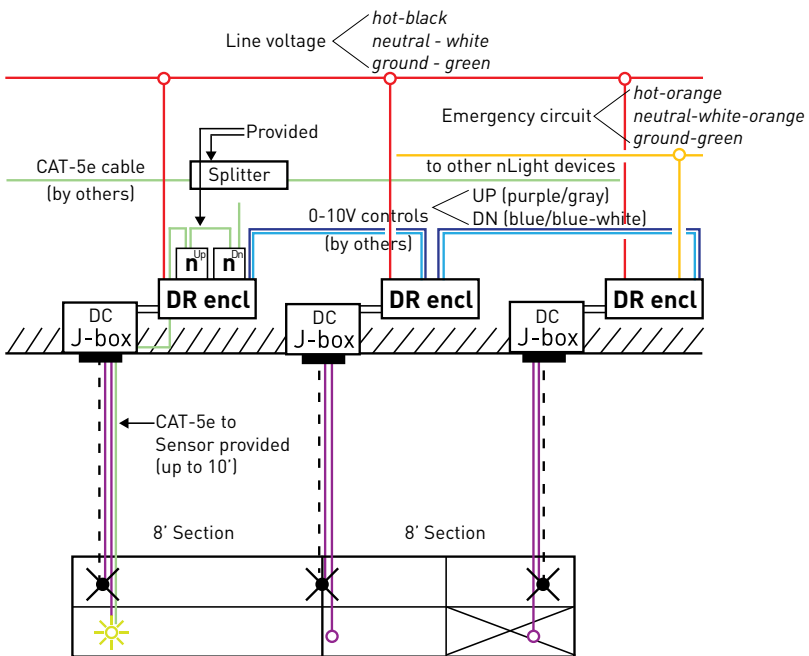 hot-black
Line voltage
neutral - white
ground - green
hot-orange
Emergency circuit
neutral-white-orange
ground-green
Provided
CAT-5e cable
(by others)
Splitter
to other nLight devices
0-10V controls
(by others)
UP (purple/gray)
DN (blue/blue-white)
n Up
n Dn
DR encl
DR encl
DR encl
DC
J-box
DC
J-box
DC
J-box
CAT-5e to
Sensor provided
(up to 10')
8' Section
8' Section